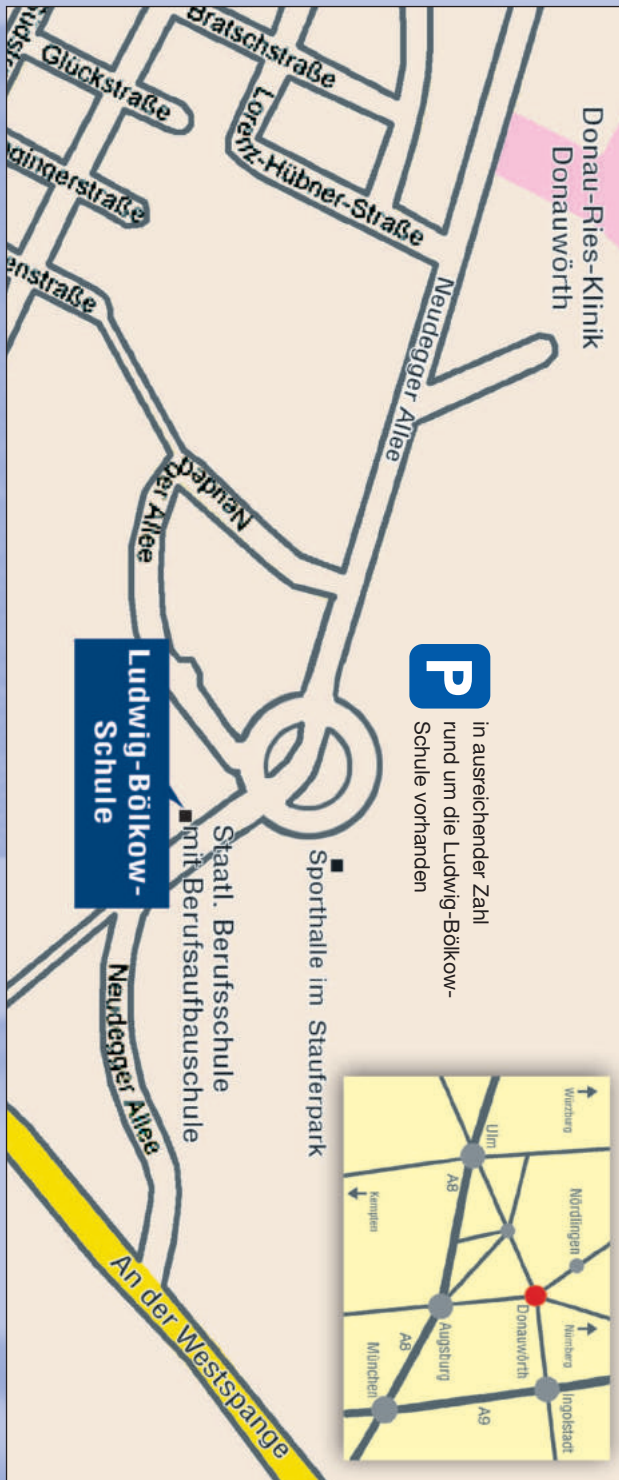 Donau-Ries-Klinik
Donauwörth
Bratschstraße
Glückstraße
Lorenz-Hübner-Straße
Neudegger Allee
Neudeg
ger Allee
P
in ausreichender Zahl
rund um die Ludwig-Bölkow-
Schule vorhanden
Ludwig-Bölkow-
Schule
Sporthalle im Stauferpark
Staatl. Berufsschule
mit Berufsaufbauschule
Neudegger Allee
An der Westspange
Würzburg
Nürnberg
Nördlingen
Ulm
Donauwörth
Ingolstadt
A8
Kempten
Augsburg
A8
A9
München